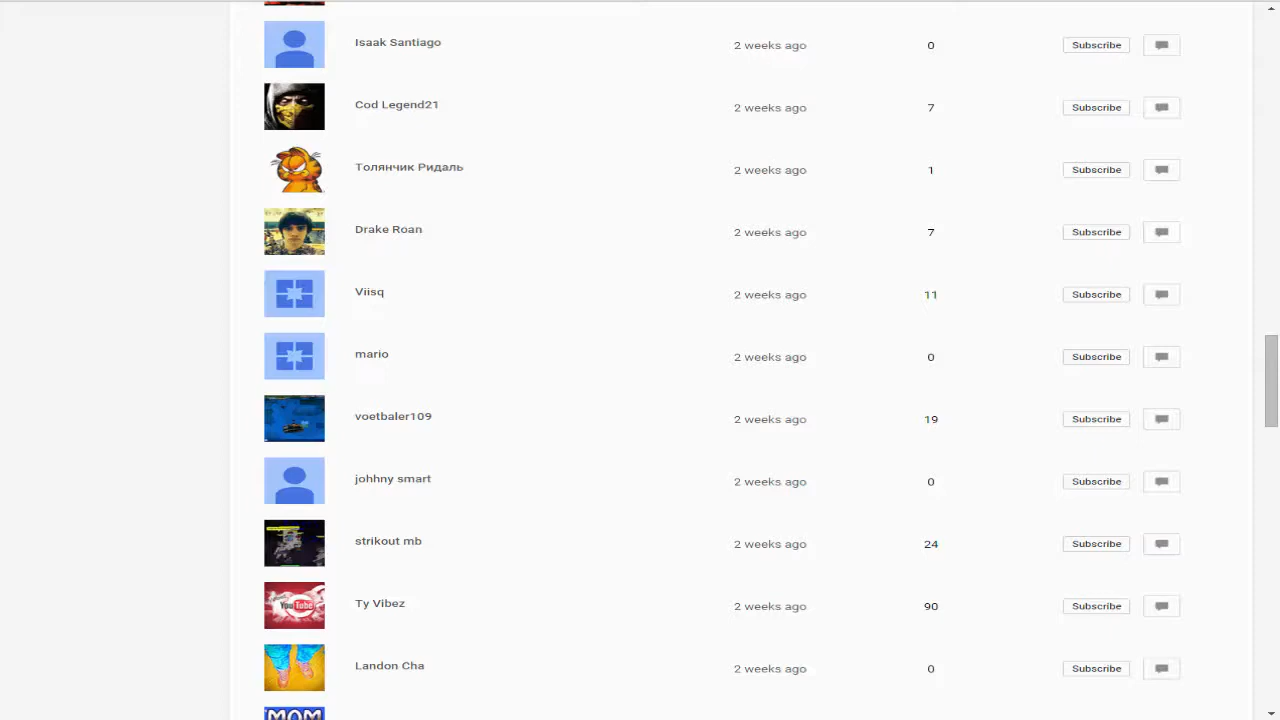 Isaak Santiago 2 weeks ago 0 Subscribe
Cod Legend21 2 weeks ago 7 Subscribe
Толянчик Ридаль 2 weeks ago 1 Subscribe
Drake Roan 2 weeks ago 7 Subscribe
Viisq 2 weeks ago 11 Subscribe
mario 2 weeks ago 0 Subscribe
voetbaler109 2 weeks ago 19 Subscribe
johhny smart 2 weeks ago 0 Subscribe
strikout mb 2 weeks ago 24 Subscribe
YouTube
Ty Vibez 2 weeks ago 90 Subscribe
Landon Cha 2 weeks ago 0 Subscribe
MOM